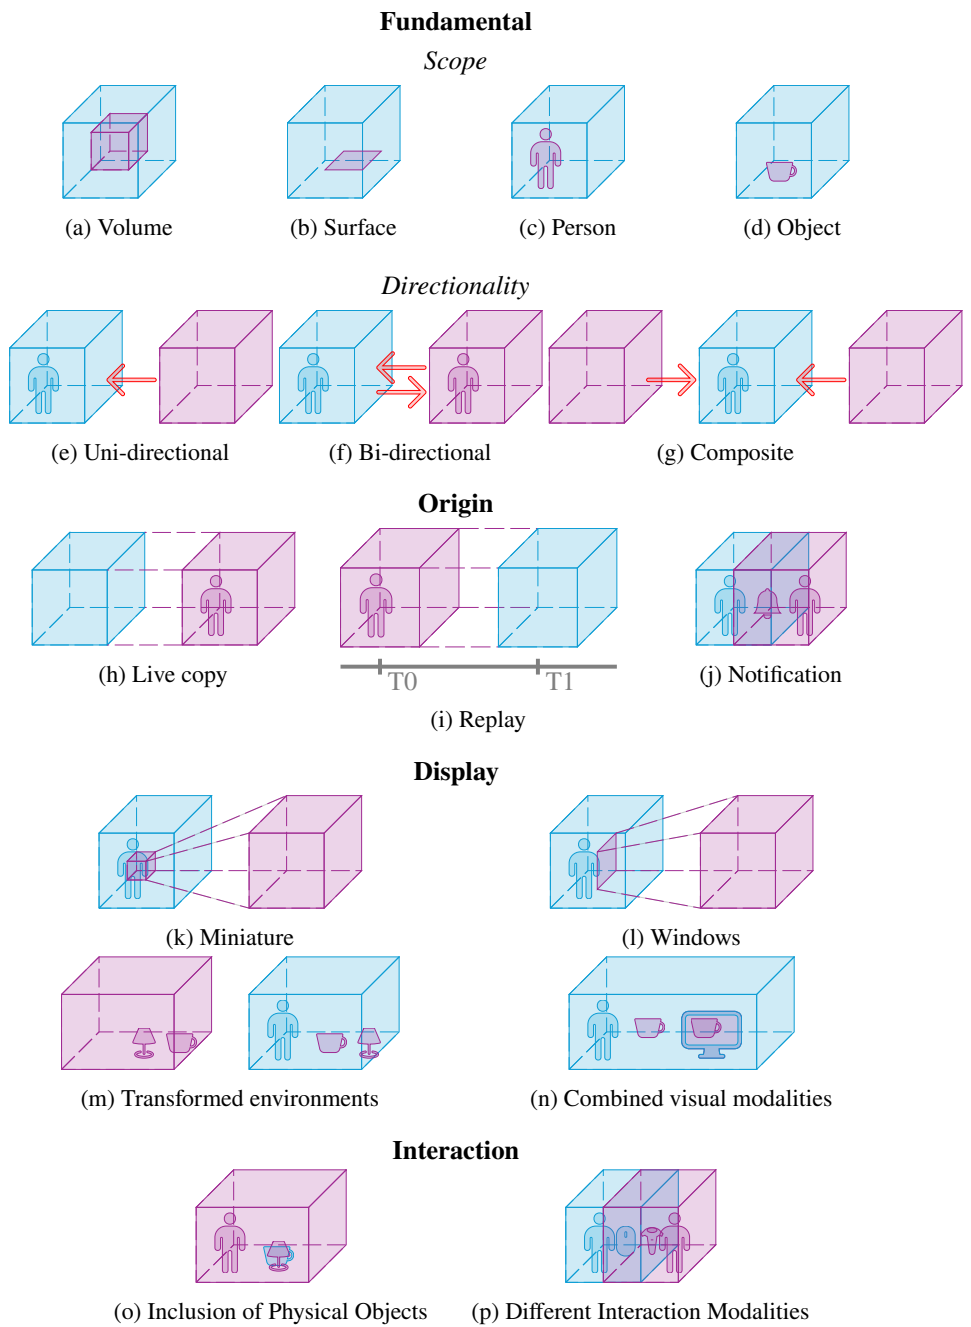 Fundamental
Scope
(a) Volume
(b) Surface
(c) Person
(d) Object
Directionality
(e) Uni-directional
(f) Bi-directional
(g) Composite
Origin
T0
T1
(h) Live copy
(i) Replay
(j) Notification
Display
(k) Miniature
(l) Windows
(m) Transformed environments
(n) Combined visual modalities
Interaction
(o) Inclusion of Physical Objects
(p) Different Interaction Modalities